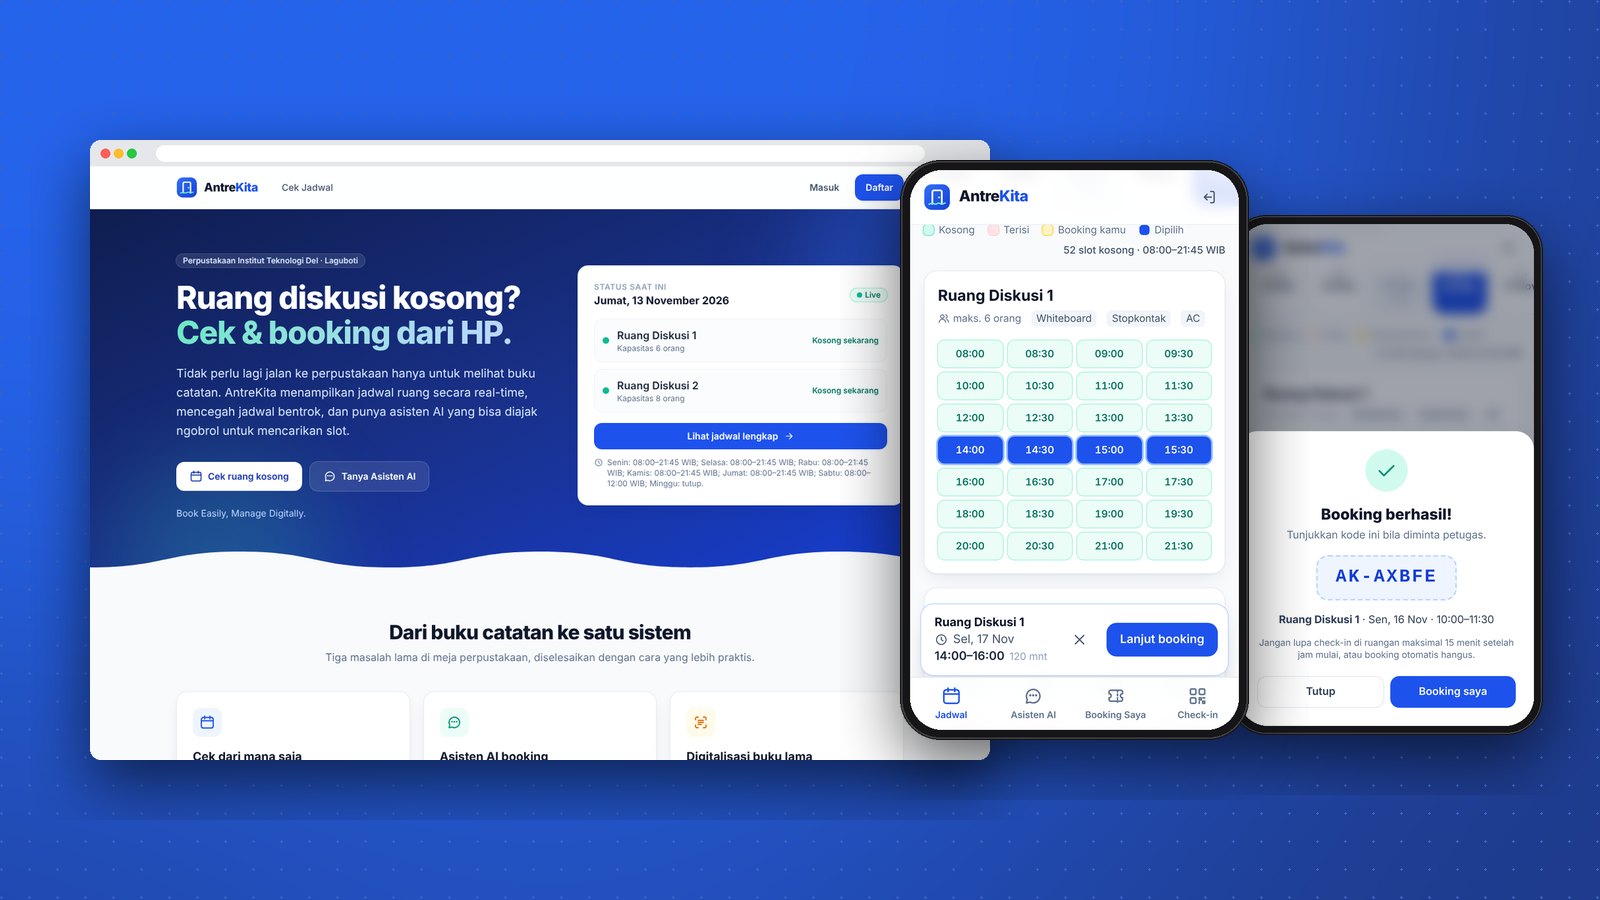 AntreKita
Cek Jadwal
Masuk
Daftar
Perpustakaan Institut Teknologi Del · Laguboti
Ruang diskusi kosong?
Cek & booking dari HP.
Tidak perlu lagi jalan ke perpustakaan hanya untuk melihat buku
catatan. AntreKita menampilkan jadwal ruang secara real-time,
mencegah jadwal bentrok, dan punya asisten AI yang bisa diajak
ngobrol untuk mencarikan slot.
Cek ruang kosong
Tanya Asisten AI
Book Easily, Manage Digitally.
STATUS SAAT INI
Jumat, 13 November 2026
Live
Ruang Diskusi 1
Kapasitas 6 orang
Kosong sekarang
Ruang Diskusi 2
Kapasitas 8 orang
Kosong sekarang
Lihat jadwal lengkap →
Senin: 08:00–21:45 WIB; Selasa: 08:00–21:45 WIB; Rabu: 08:00–21:45
WIB; Kamis: 08:00–21:45 WIB; Jumat: 08:00–21:45 WIB; Sabtu: 08:00–
12:00 WIB; Minggu: tutup.
Dari buku catatan ke satu sistem
Tiga masalah lama di meja perpustakaan, diselesaikan dengan cara yang lebih praktis.
Cek dari mana saja
Asisten AI booking
Digitalisasi buku lama
AntreKita
Kosong
Terisi
Booking kamu
Dipilih
52 slot kosong · 08:00–21:45 WIB
Ruang Diskusi 1
maks. 6 orang
Whiteboard
Stopkontak
AC
08:00 08:30 09:00 09:30
10:00 10:30 11:00 11:30
12:00 12:30 13:00 13:30
14:00 14:30 15:00 15:30
16:00 16:30 17:00 17:30
18:00 18:30 19:00 19:30
20:00 20:30 21:00 21:30
Ruang Diskusi 1
Sel, 17 Nov
14:00–16:00 120 mnt
Lanjut booking
Jadwal
Asisten AI
Booking Saya
Check-in
Booking berhasil!
Tunjukkan kode ini bila diminta petugas.
AK-AXBFE
Ruang Diskusi 1 · Sen, 16 Nov · 10:00–11:30
Jangan lupa check-in di ruangan maksimal 15 menit setelah
jam mulai, atau booking otomatis hangus.
Tutup
Booking saya